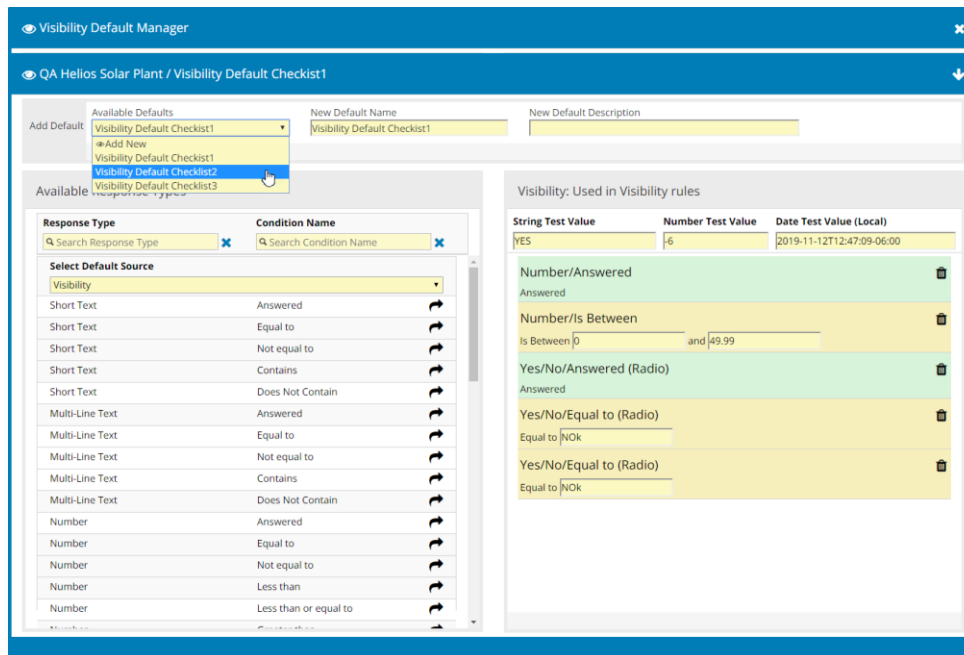 Visibility Default Manager
QA Helios Solar Plant / Visibility Default Checkist1
Add Default
Available Defaults
Visibility Default Checkist1
Add New
Visibility Default Checkist1
Visibility Default Checklist2
Visibility Default Checklist3
New Default Name
Visibility Default Checkist1
New Default Description
Available Response Types
Response Type Condition Name
Search Response Type Search Condition Name
Select Default Source
Visibility
Short Text Answered
Short Text Equal to
Short Text Not equal to
Short Text Contains
Short Text Does Not Contain
Multi-Line Text Answered
Multi-Line Text Equal to
Multi-Line Text Not equal to
Multi-Line Text Contains
Multi-Line Text Does Not Contain
Number Answered
Number Equal to
Number Not equal to
Number Less than
Number Less than or equal to
Visibility: Used in Visibility rules
String Test Value Number Test Value Date Test Value (Local)
YES -6 2019-11-12T12:47:09-06:00
Number/Answered
Answered
Number/Is Between
Is Between 0 and 49.99
Yes/No/Answered (Radio)
Answered
Yes/No/Equal to (Radio)
Equal to NOk
Yes/No/Equal to (Radio)
Equal to NOk